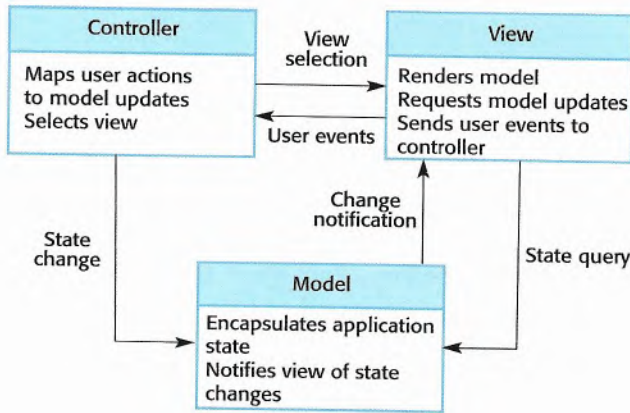 Controller
Maps user actions
to model updates
Selects view
View
selection
User events
View
Renders model
Requests model updates
Sends user events to
controller
State
change
Change
notification
State query
Model
Encapsulates application
state
Notifies view of state
changes